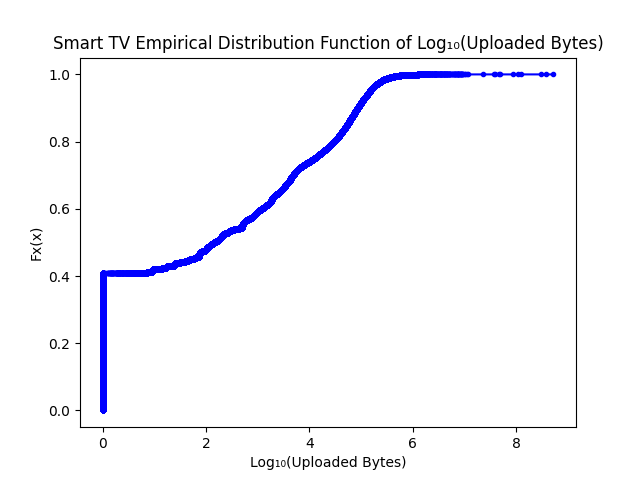 Smart TV Empirical Distribution Function of Log₁₀(Uploaded Bytes)
1.0
0.8
0.6
0.4
0.2
0.0
Fx(x)
0 2 4 6 8
Log₁₀(Uploaded Bytes)